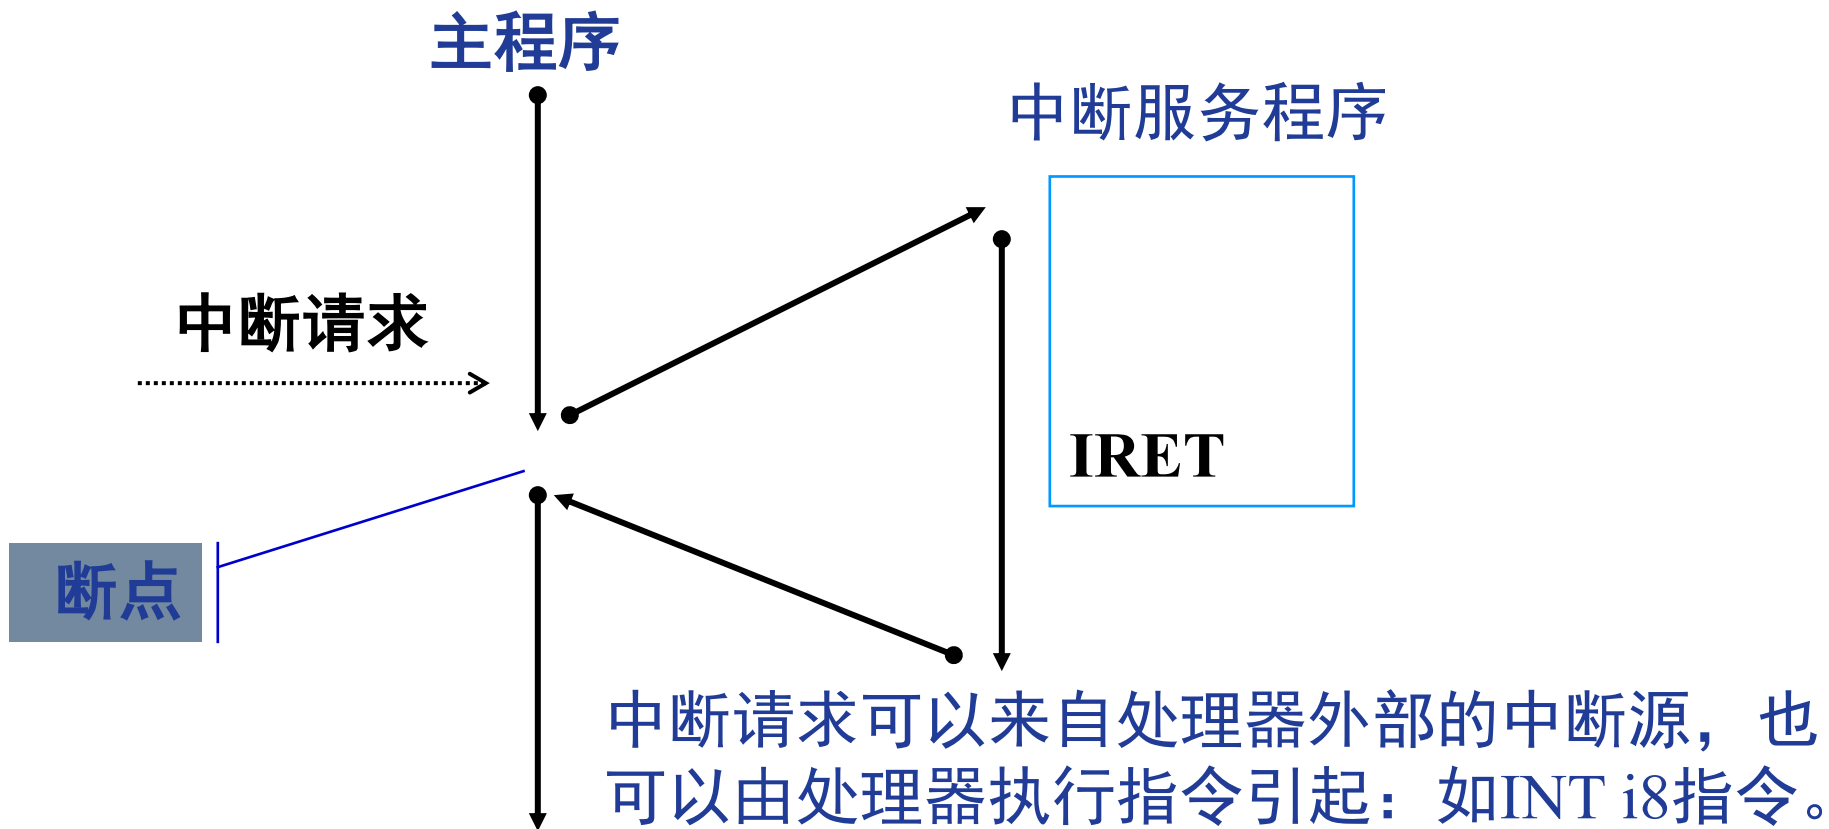 主程序
中断服务程序
中断请求
IRET
断点
中断请求可以来自处理器外部的中断源，也
可以由处理器执行指令引起：如INT i8指令。